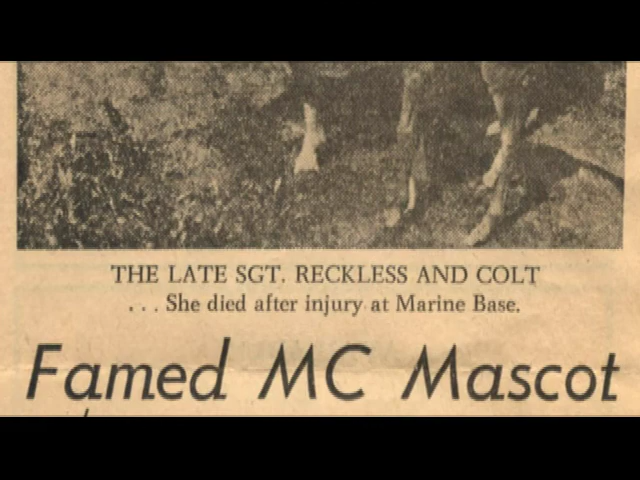 THE LATE SGT. RECKLESS AND COLT
. . . She died after injury at Marine Base.
Famed MC Mascot